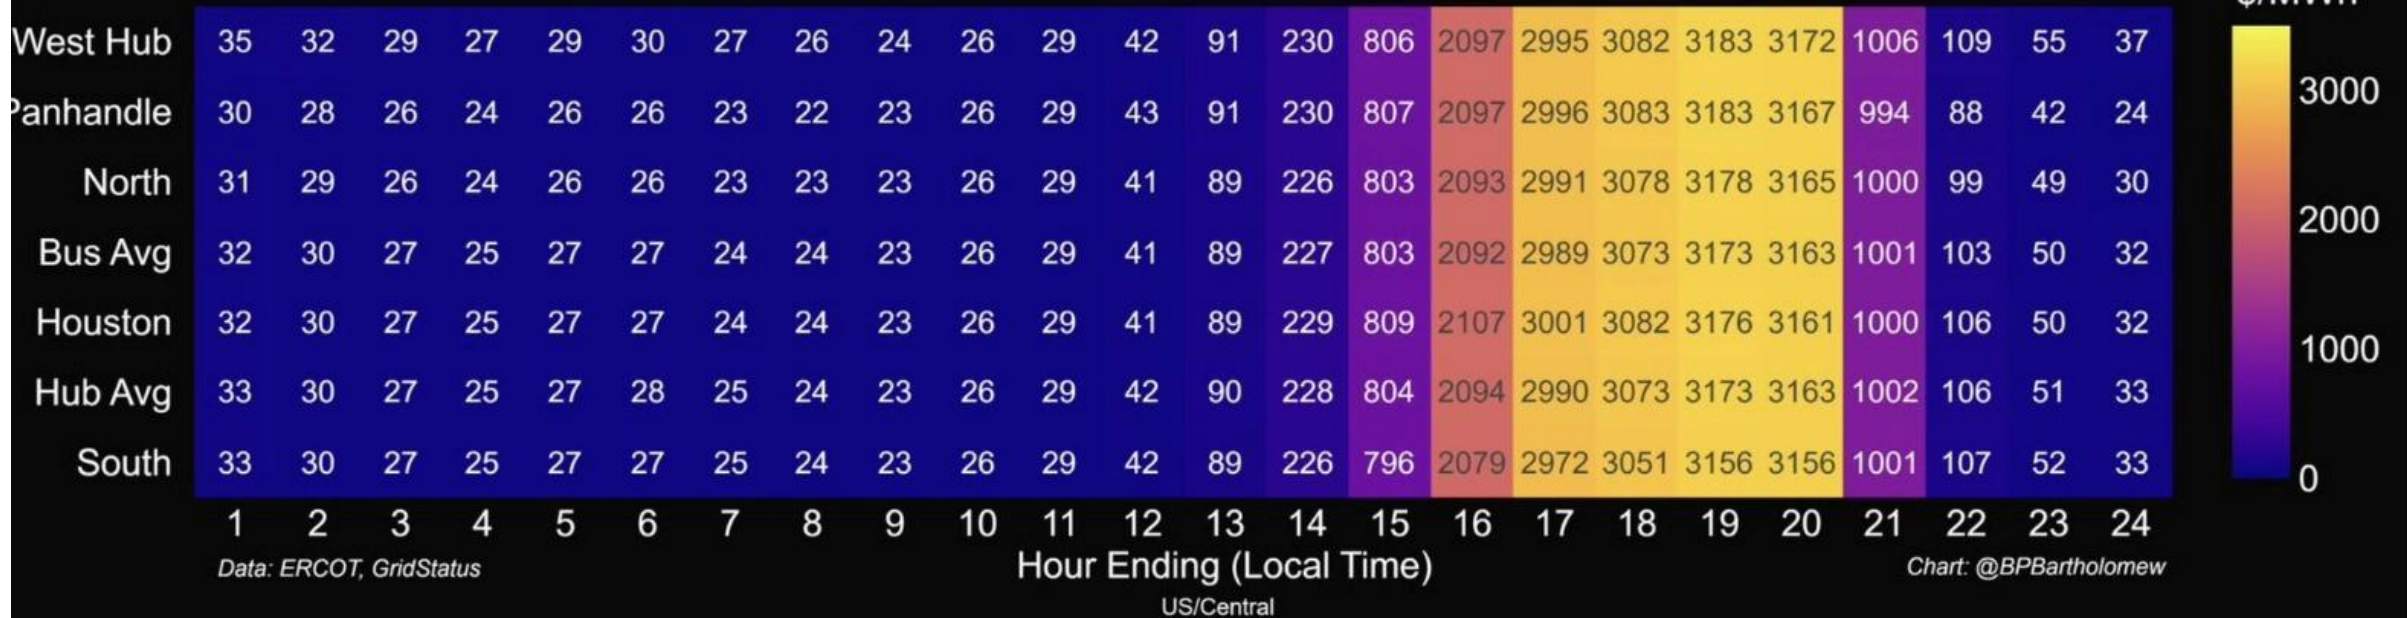 $/MWh
West Hub 35 32 29 27 29 30 27 26 24 26 29 42 91 230 806 2097 2995 3082 3183 3172 1006 109 55 37
Panhandle 30 28 26 24 26 26 23 22 23 26 29 43 91 230 807 2097 2996 3083 3183 3167 994 88 42 24
North 31 29 26 24 26 26 23 23 23 26 29 41 89 226 803 2093 2991 3078 3178 3165 1000 99 49 30
Bus Avg 32 30 27 25 27 27 24 24 23 26 29 41 89 227 803 2092 2989 3073 3173 3163 1001 103 50 32
Houston 32 30 27 25 27 27 24 24 23 26 29 41 89 229 809 2107 3001 3082 3176 3161 1000 106 50 32
Hub Avg 33 30 27 25 27 28 25 24 23 26 29 42 90 228 804 2094 2990 3073 3173 3163 1002 106 51 33
South 33 30 27 25 27 27 25 24 23 26 29 42 89 226 796 2079 2972 3051 3156 3156 1001 107 52 33
1 2 3 4 5 6 7 8 9 10 11 12 13 14 15 16 17 18 19 20 21 22 23 24
3000
2000
1000
0
Data: ERCOT, GridStatus
Hour Ending (Local Time)
Chart: @BPBartholomew
US/Central